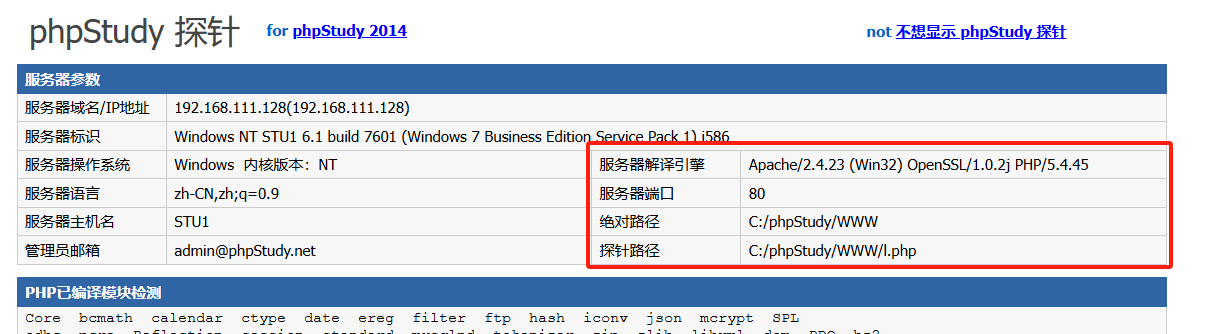 phpStudy 探针 for phpStudy 2014 not 不想显示 phpStudy 探针
服务器参数
服务器域名/IP地址 192.168.111.128(192.168.111.128)
服务器标识 Windows NT STU1 6.1 build 7601 (Windows 7 Business Edition Service Pack 1) i586
服务器操作系统 Windows 内核版本：NT 服务器解译引擎 Apache/2.4.23 (Win32) OpenSSL/1.0.2j PHP/5.4.45
服务器语言 zh-CN,zh;q=0.9 服务器端口 80
服务器主机名 STU1 绝对路径 C:/phpStudy/WWW
管理员邮箱 admin@phpStudy.net 探针路径 C:/phpStudy/WWW/l.php
PHP已编译模块检测
Core bcmath calendar ctype date ereg filter ftp hash iconv json mcrypt SPL